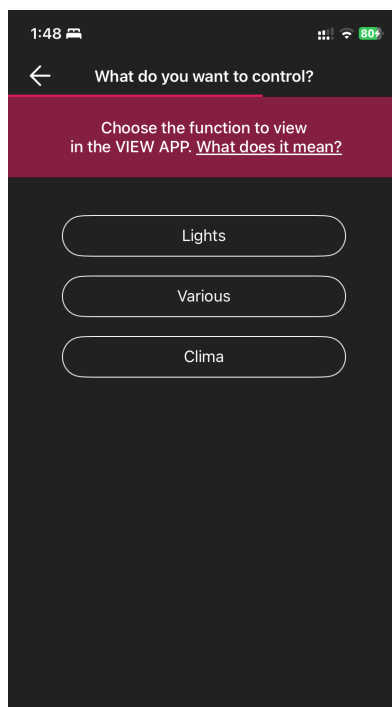 1:48
80
What do you want to control?
Choose the function to view
in the VIEW APP. What does it mean?
Lights
Various
Clima